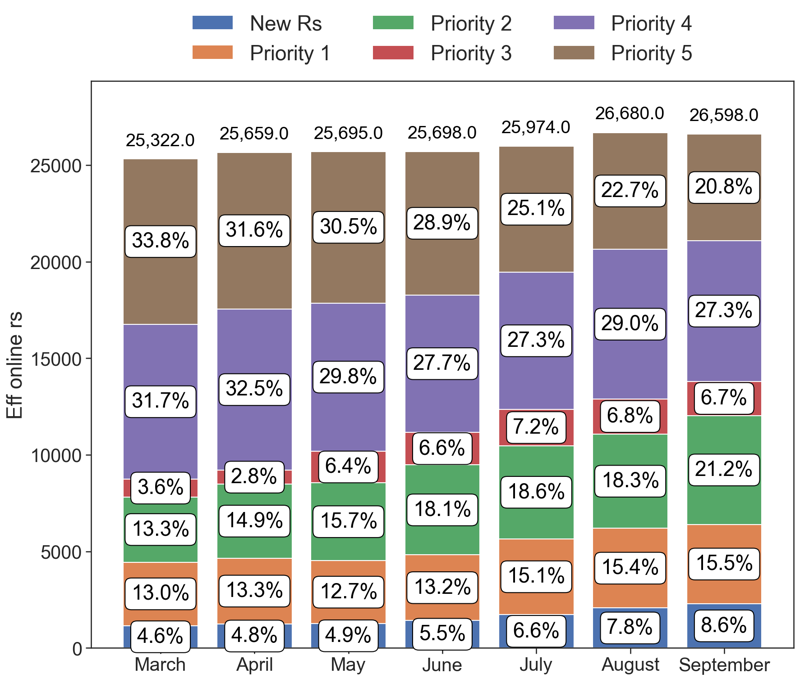 New Rs Priority 2 Priority 4
Priority 1 Priority 3 Priority 5
25,322.0 25,659.0 25,695.0 25,698.0 25,974.0 26,680.0 26,598.0
25000
33.8% 31.6% 30.5% 28.9% 25.1% 22.7% 20.8%
20000
31.7% 32.5% 29.8% 27.7% 27.3% 29.0% 27.3%
15000
Eff online rs
3.6% 2.8% 6.4% 6.6% 7.2% 6.8% 6.7%
10000
13.3% 14.9% 15.7% 18.1% 18.6% 18.3% 21.2%
5000
13.0% 13.3% 12.7% 13.2% 15.1% 15.4% 15.5%
4.6% 4.8% 4.9% 5.5% 6.6% 7.8% 8.6%
0
March April May June July August September